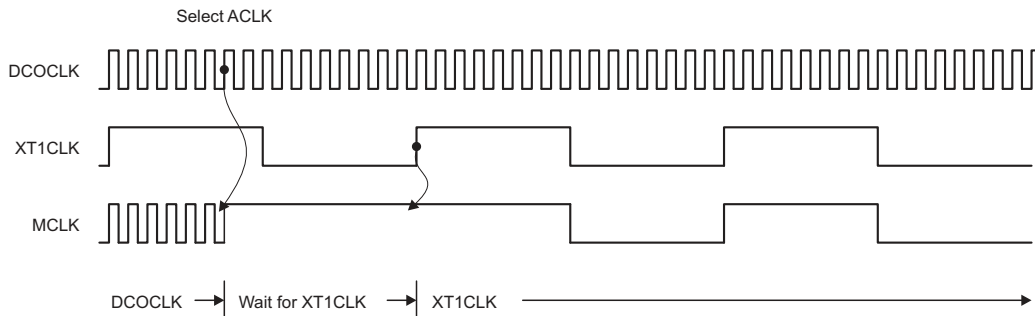 Select ACLK
DCOCLK
XT1CLK
MCLK
DCOCLK
Wait for XT1CLK
XT1CLK